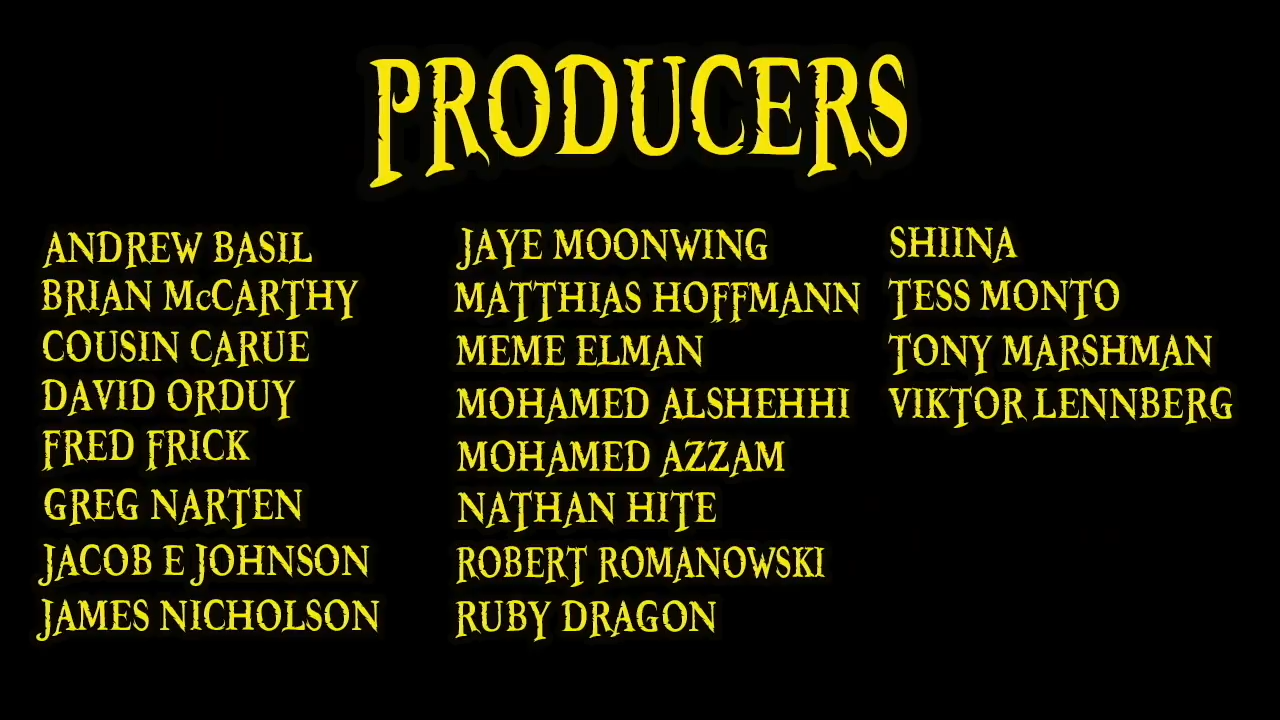 PRODUCERS
ANDREW BASIL
BRIAN McCARTHY
COUSIN CARUE
DAVID ORDUY
FRED FRICK
GREG NARTEN
JACOB E JOHNSON
JAMES NICHOLSON
JAYE MOONWING
MATTHIAS HOFFMANN
MEME ELMAN
MOHAMED ALSHEHHI
MOHAMED AZZAM
NATHAN HITE
ROBERT ROMANOWSKI
RUBY DRAGON
SHIINA
TESS MONTO
TONY MARSHMAN
VIKTOR LENNBERG